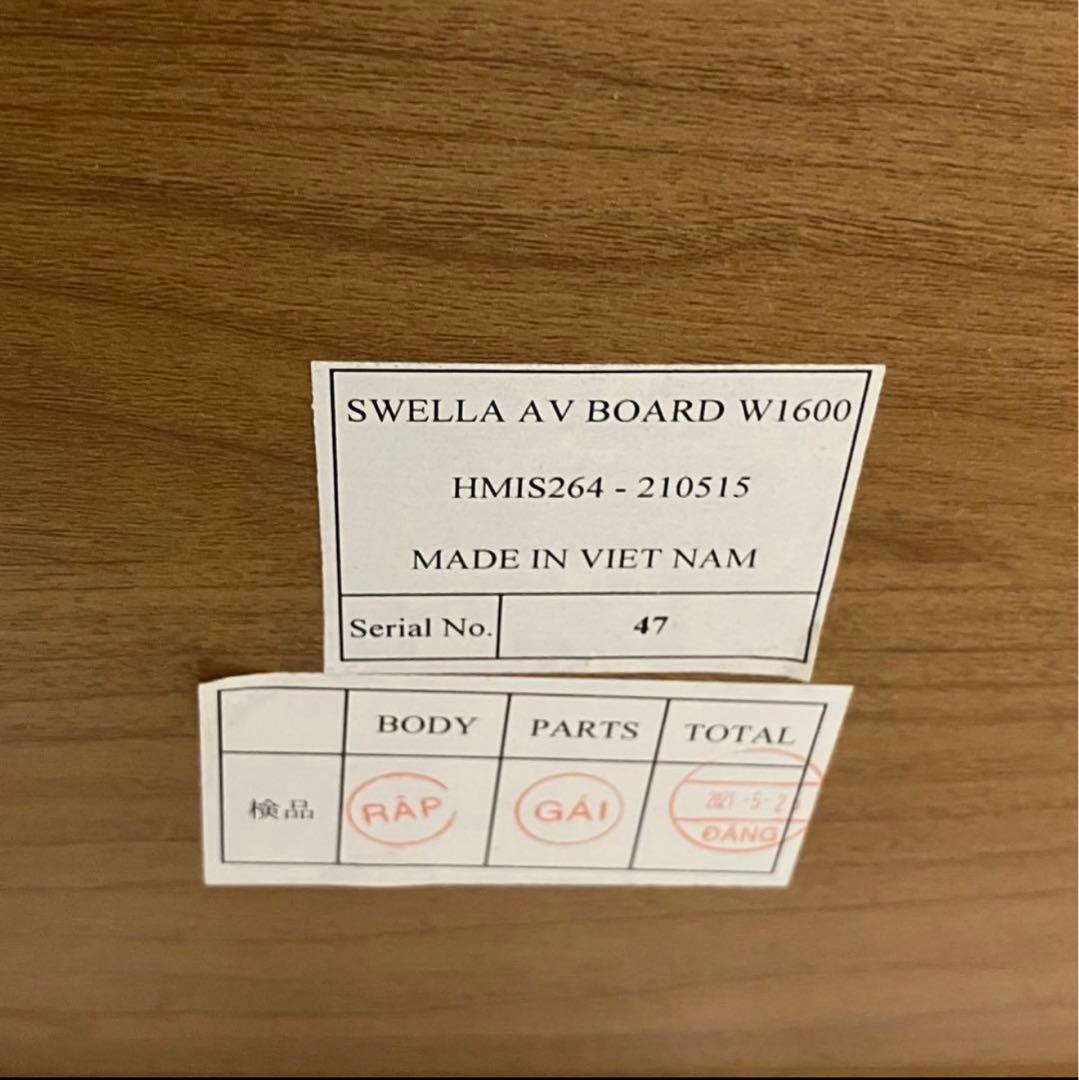 SWELLA AV BOARD W1600
HMIS264 - 210515
MADE IN VIET NAM
Serial No. 47
BODY PARTS TOTAL
検品 RÁP GÁI
ĐĂNG